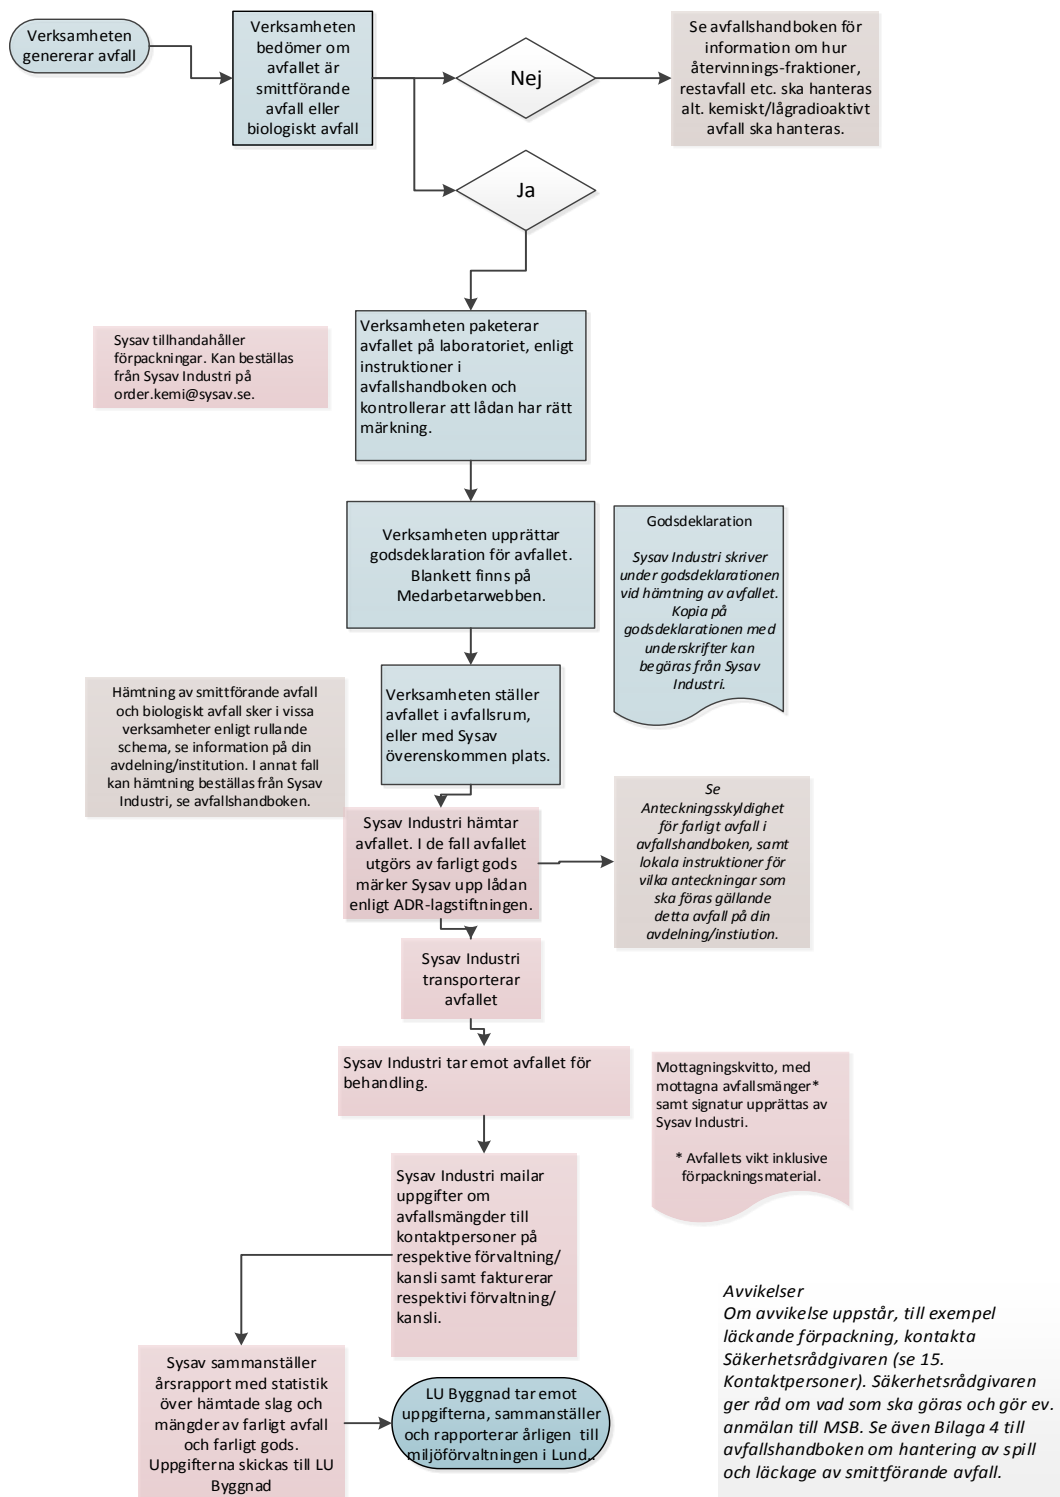 Verksamheten
genererar avfall
Verksamheten
bedömer om
avfallet är
smittförande
avfall eller
biologiskt avfall
Nej
Se avfallshandboken för
information om hur
återvinnings-fraktioner,
restavfall etc. ska hanteras
alt. kemiskt/lågradioaktivt
avfall ska hanteras.
Ja
Sysav tillhandahåller
förpackningar. Kan beställas
från Sysav Industri på
order.kemi@sysav.se.
Verksamheten paketerar
avfallet på laboratoriet, enligt
instruktioner i
avfallshandboken och
kontrollerar att lådan har rätt
märkning.
Verksamheten upprättar
godsdeklaration för avfallet.
Blankett finns på
Medarbetarwebben.
Godsdeklaration
Sysav Industri skriver
under godsdeklarationen
vid hämtning av avfallet.
Kopia på
godsdeklarationen med
underskrifter kan
begäras från Sysav
Industri.
Hämtning av smittförande avfall
och biologiskt avfall sker i vissa
verksamheter enligt rullande
schema, se information på din
avdelning/institution. I annat fall
kan hämtning beställas från Sysav
Industri, se avfallshandboken.
Verksamheten ställer
avfallet i avfallsrum,
eller med Sysav
överenskommen plats.
Sysav Industri hämtar
avfallet. I de fall avfallet
utgörs av farligt gods
märker Sysav upp lådan
enligt ADR-lagstiftningen.
Se
Anteckningsskyldighet
för farligt avfall i
avfallshandboken, samt
lokala instruktioner för
vilka anteckningar som
ska föras gällande
detta avfall på din
avdelning/instiution.
Sysav Industri
transporterar
avfallet
Sysav Industri tar emot avfallet för
behandling.
Mottagningskvitto, med
mottagna avfallsmänger*
samt signatur upprättas av
Sysav Industri.
* Avfallets vikt inklusive
förpackningsmaterial.
Sysav Industri mailar
uppgifter om
avfallsmängder till
kontaktpersoner på
respektive förvaltning/
kansli samt fakturerar
respektivi förvaltning/
kansli.
Sysav sammanställer
årsrapport med statistik
över hämtade slag och
mängder av farligt avfall
och farligt gods.
Uppgifterna skickas till LU
Byggnad
LU Byggnad tar emot
uppgifterna, sammanställer
och rapporterar årligen till
miljöförvaltningen i Lund..
Avvikelser
Om avvikelse uppstår, till exempel
läckande förpackning, kontakta
Säkerhetsrådgivaren (se 15.
Kontaktpersoner). Säkerhetsrådgivaren
ger råd om vad som ska göras och gör ev.
anmälan till MSB. Se även Bilaga 4 till
avfallshandboken om hantering av spill
och läckage av smittförande avfall.